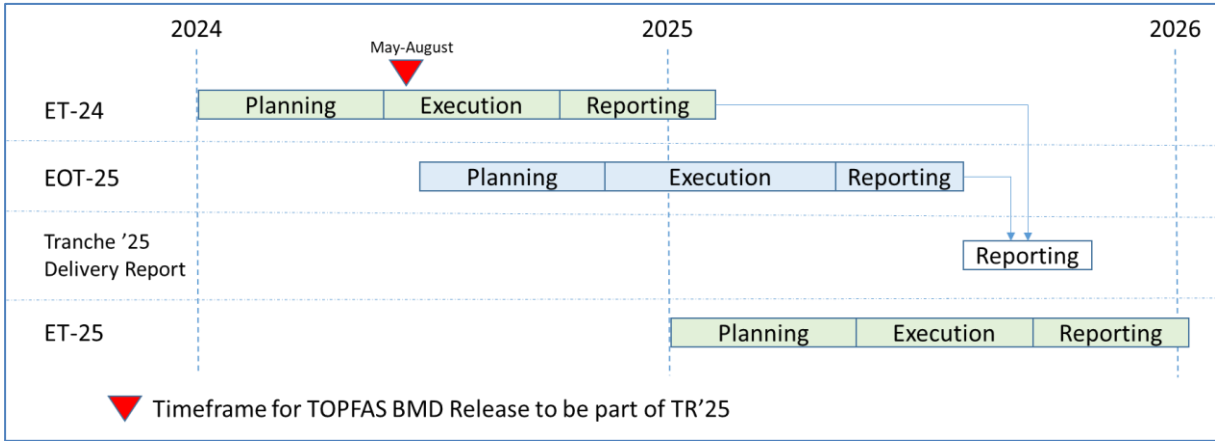 2024 2025 2026
May-August
ET-24 Planning Execution Reporting
EOT-25 Planning Execution Reporting
Tranche ’25
Delivery Report
Reporting
ET-25 Planning Execution Reporting
Timeframe for TOPFAS BMD Release to be part of TR’25